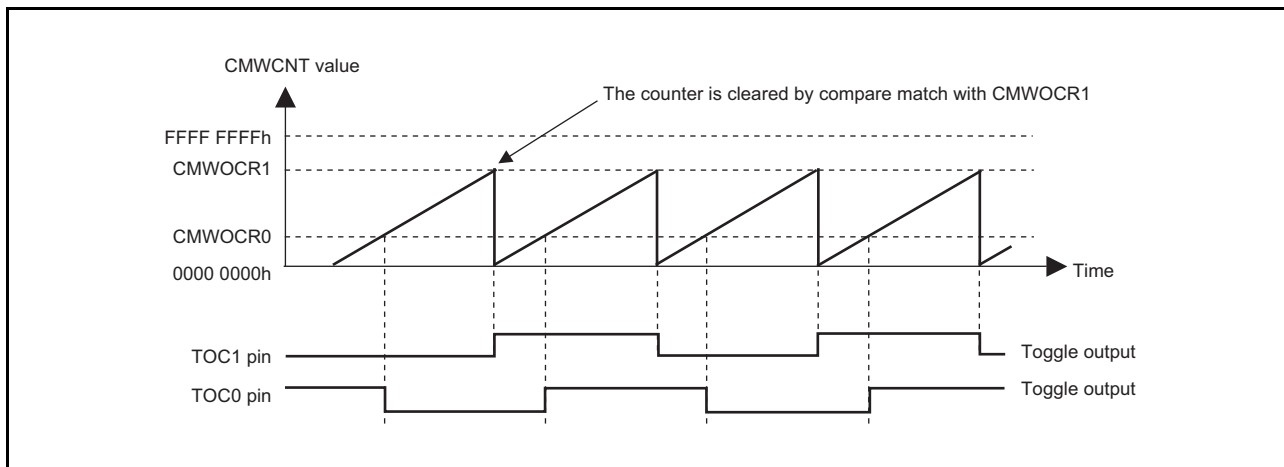 CMWCNT value
The counter is cleared by compare match with CMWOCR1
FFFF FFFFh
CMWOCR1
CMWOCR0
0000 0000h
Time
TOC1 pin
Toggle output
TOC0 pin
Toggle output